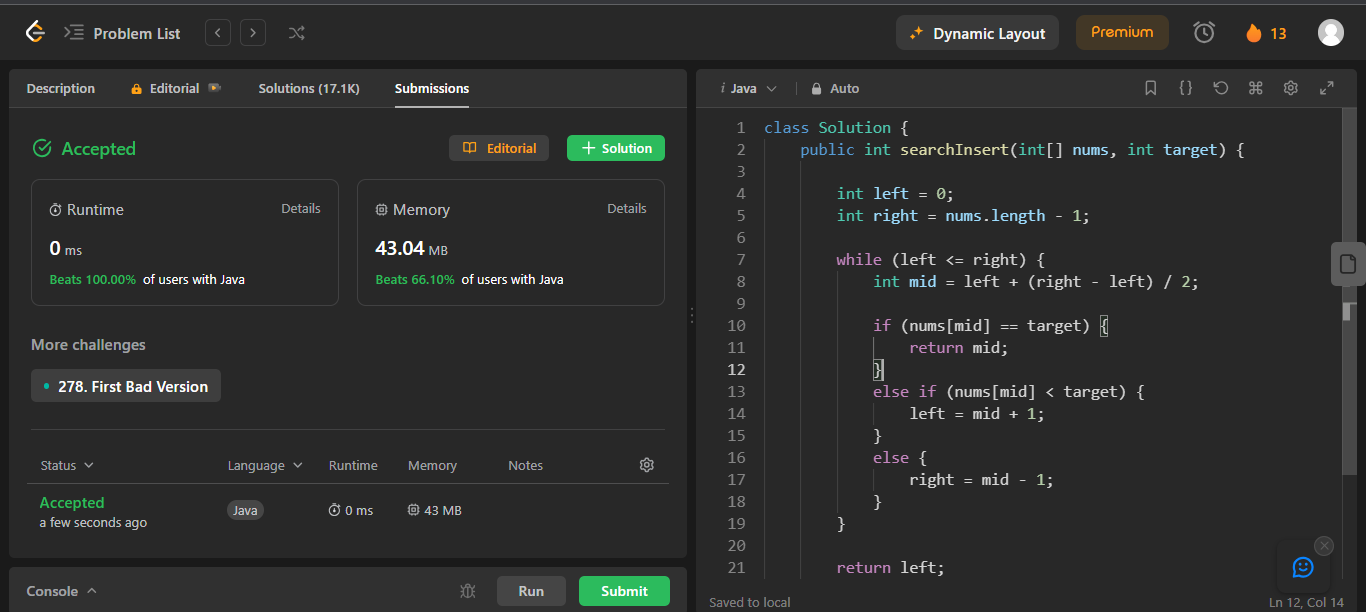 Problem List
Dynamic Layout
Premium
13
Description
Editorial
Solutions (17.1K)
Submissions
Accepted
Editorial
+ Solution
Runtime
Details
0 ms
Beats 100.00% of users with Java
Memory
Details
43.04 MB
Beats 66.10% of users with Java
More challenges
278. First Bad Version
Status
Language
Runtime
Memory
Notes
Accepted
a few seconds ago
Java
0 ms
43 MB
Console
Run
Submit
i Java
Auto
1 class Solution {
2 public int searchInsert(int[] nums, int target) {
3
4 int left = 0;
5 int right = nums.length - 1;
6
7 while (left <= right) {
8 int mid = left + (right - left) / 2;
9
10 if (nums[mid] == target) {
11 return mid;
12 }
13 else if (nums[mid] < target) {
14 left = mid + 1;
15 }
16 else {
17 right = mid - 1;
18 }
19 }
20
21 return left;
Saved to local
Ln 12, Col 14